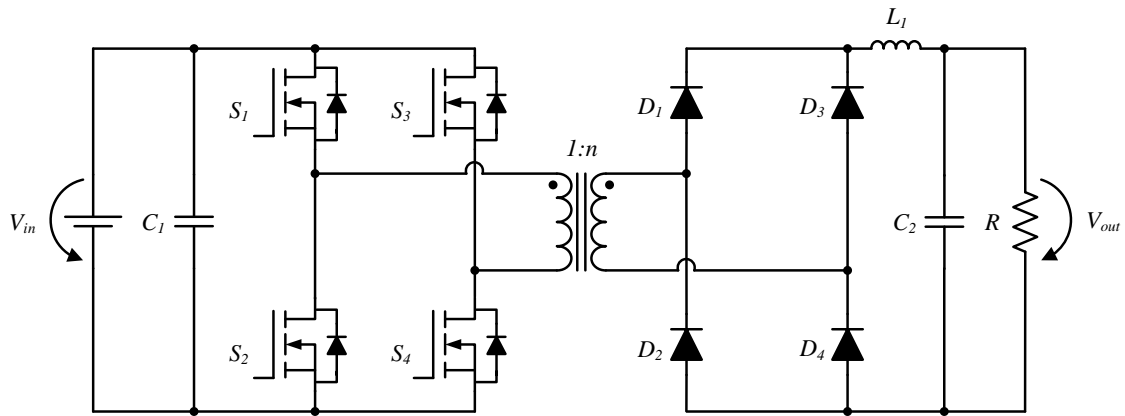 L₁
S₁
S₃
D₁
D₃
1:n
Vᵢₙ
C₁
C₂
R
Vₒᵤₜ
S₂
S₄
D₂
D₄